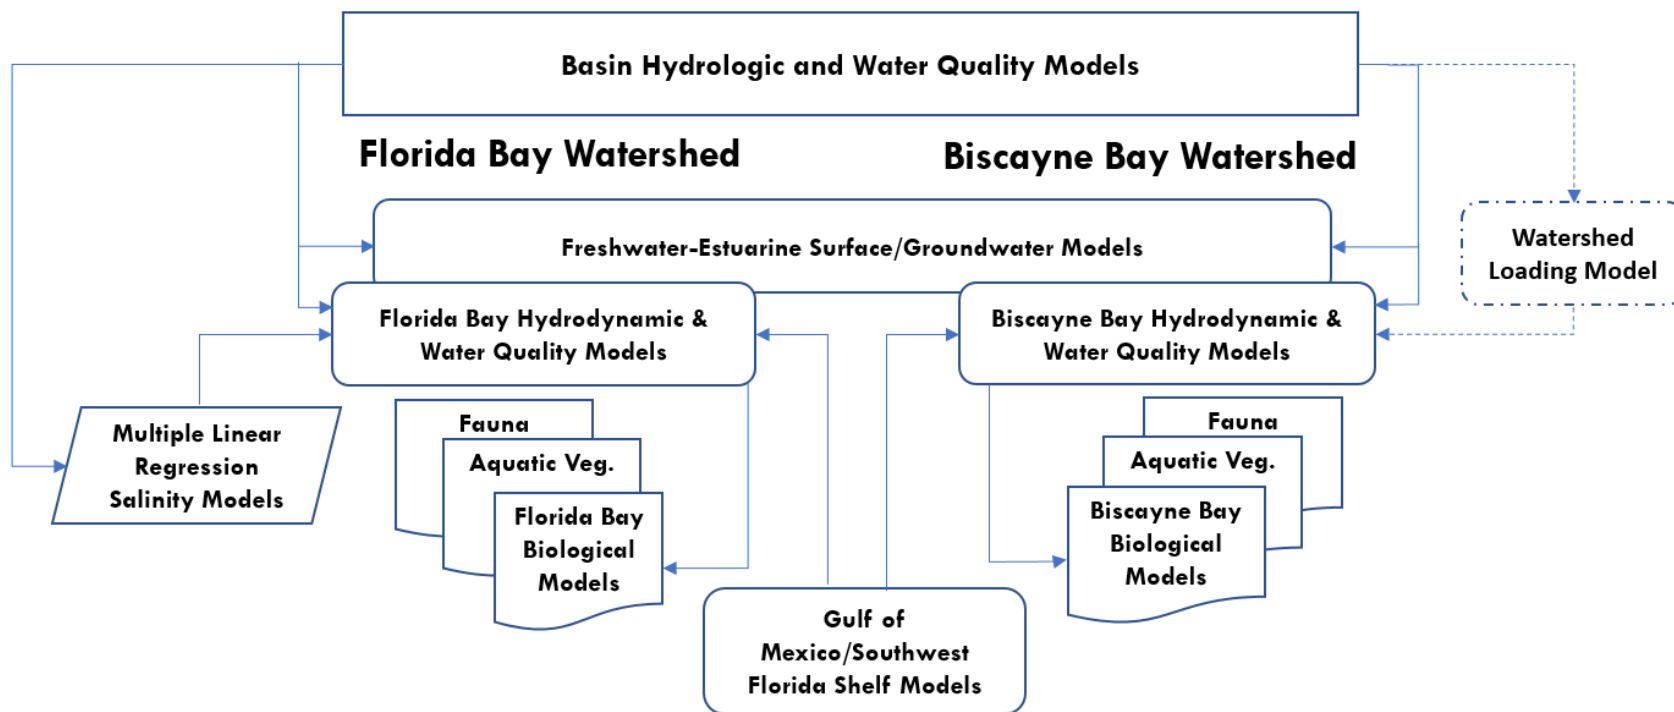 Basin Hydrologic and Water Quality Models
Florida Bay Watershed
Biscayne Bay Watershed
Freshwater-Estuarine Surface/Groundwater Models
Watershed
Loading Model
Florida Bay Hydrodynamic &
Water Quality Models
Biscayne Bay Hydrodynamic &
Water Quality Models
Multiple Linear
Regression
Salinity Models
Fauna
Aquatic Veg.
Florida Bay
Biological
Models
Fauna
Aquatic Veg.
Biscayne Bay
Biological
Models
Gulf of
Mexico/Southwest
Florida Shelf Models